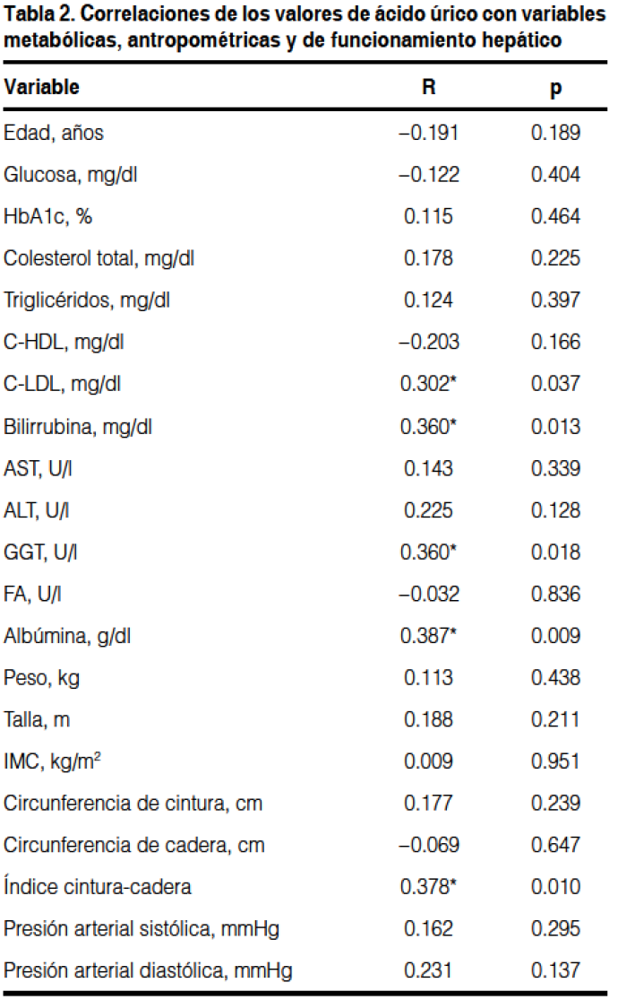 Tabla 2. Correlaciones de los valores de ácido úrico con variables
metabólicas, antropométricas y de funcionamiento hepático
Variable R p
Edad, años −0.191 0.189
Glucosa, mg/dl −0.122 0.404
HbA1c, % 0.115 0.464
Colesterol total, mg/dl 0.178 0.225
Triglicéridos, mg/dl 0.124 0.397
C-HDL, mg/dl −0.203 0.166
C-LDL, mg/dl 0.302* 0.037
Bilirrubina, mg/dl 0.360* 0.013
AST, U/l 0.143 0.339
ALT, U/l 0.225 0.128
GGT, U/l 0.360* 0.018
FA, U/l −0.032 0.836
Albúmina, g/dl 0.387* 0.009
Peso, kg 0.113 0.438
Talla, m 0.188 0.211
IMC, kg/m² 0.009 0.951
Circunferencia de cintura, cm 0.177 0.239
Circunferencia de cadera, cm −0.069 0.647
Índice cintura-cadera 0.378* 0.010
Presión arterial sistólica, mmHg 0.162 0.295
Presión arterial diastólica, mmHg 0.231 0.137